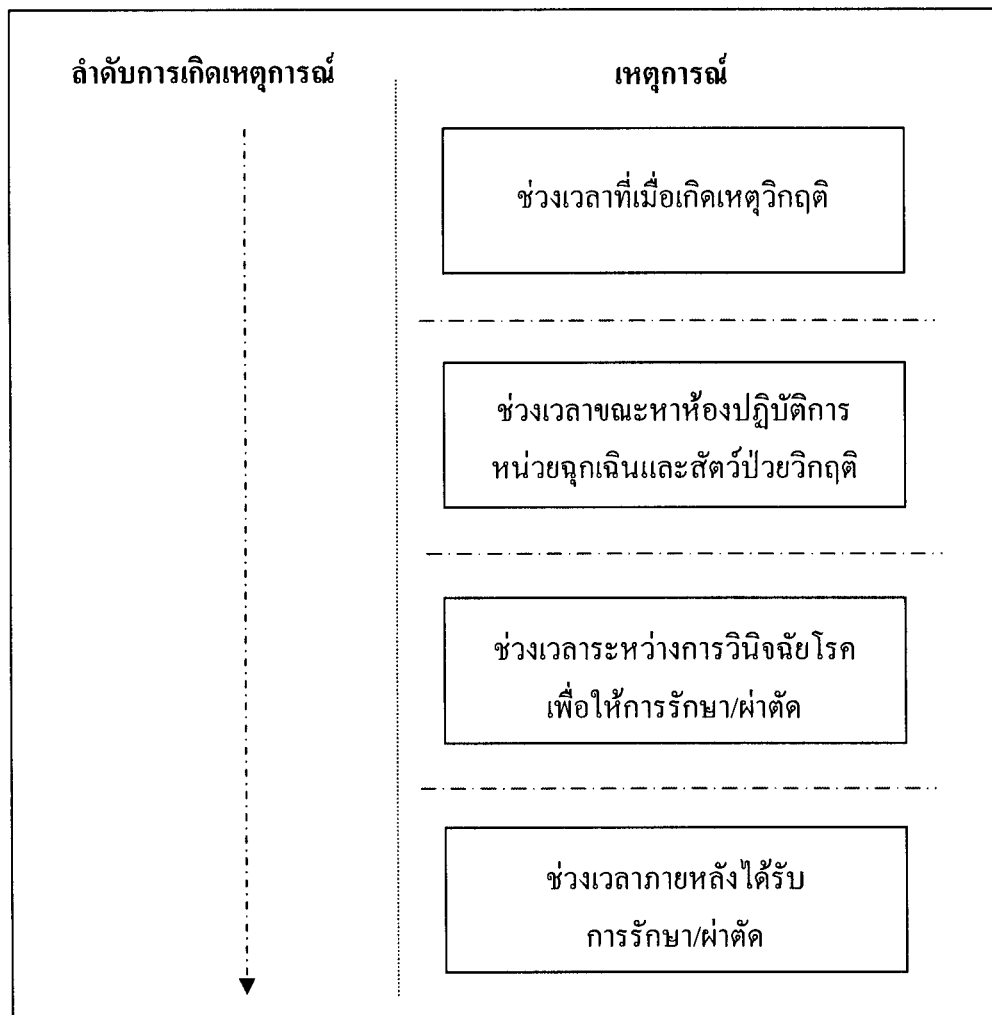 ลำดับการเกิดเหตุการณ์
เหตุการณ์
ช่วงเวลาที่เมื่อเกิดเหตุวิกฤติ
ช่วงเวลาขณะหาห้องปฏิบัติการ
หน่วยฉุกเฉินและสัตว์ป่วยวิกฤติ
ช่วงเวลาระหว่างการวินิจฉัยโรค
เพื่อให้การรักษา/ผ่าตัด
ช่วงเวลาภายหลังได้รับ
การรักษา/ผ่าตัด